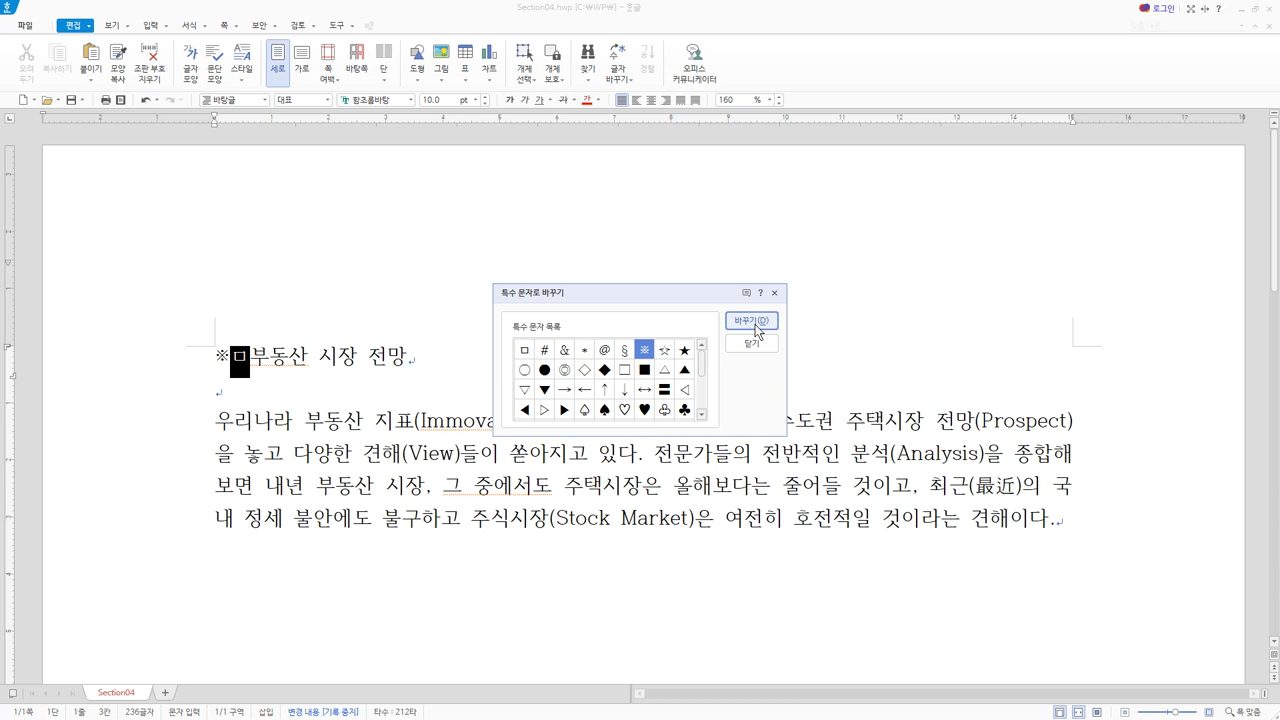 Section04.hwp [C:\WP\] - 훈글
로그인
파일 편집 보기 입력 서식 쪽 보안 검토 도구
오려 두기 복사하기 붙이기 모양 복사 조판 부호 지우기 글자 모양 문단 모양 스타일 세로 가로 쪽 여백 바탕쪽 단 도형 그림 표 차트 개체 선택 개체 보호 찾기 글자 바꾸기 정렬 오피스 커뮤니케이터
바탕글 대표 함초롬바탕 10.0 pt 가 가 가 가 가 160 %
특수 문자로 바꾸기
특수 문자 목록
바꾸기(D)
닫기
ㅁ # & * @ § ※ ☆ ★
○ ● ◎ ◇ ◆ □ ■ △ ▲
▽ ▼ → ← ↑ ↓ ↔ 〓 ◁
◀ ▷ ▶ ♤ ♠ ♡ ♥ ♧ ♣
※ㅁ부동산 시장 전망
우리나라 부동산 지표(Immova 수도권 주택시장 전망(Prospect)
을 놓고 다양한 견해(View)들이 쏟아지고 있다. 전문가들의 전반적인 분석(Analysis)을 종합해
보면 내년 부동산 시장, 그 중에서도 주택시장은 올해보다는 줄어들 것이고, 최근(最近)의 국
내 정세 불안에도 불구하고 주식시장(Stock Market)은 여전히 호전적일 것이라는 견해이다.
Section04
1/1쪽 1단 1줄 3칸 236글자 문자 입력 1/1 구역 삽입 변경 내용 [기록 중지] 타수 : 212타 폭 맞춤